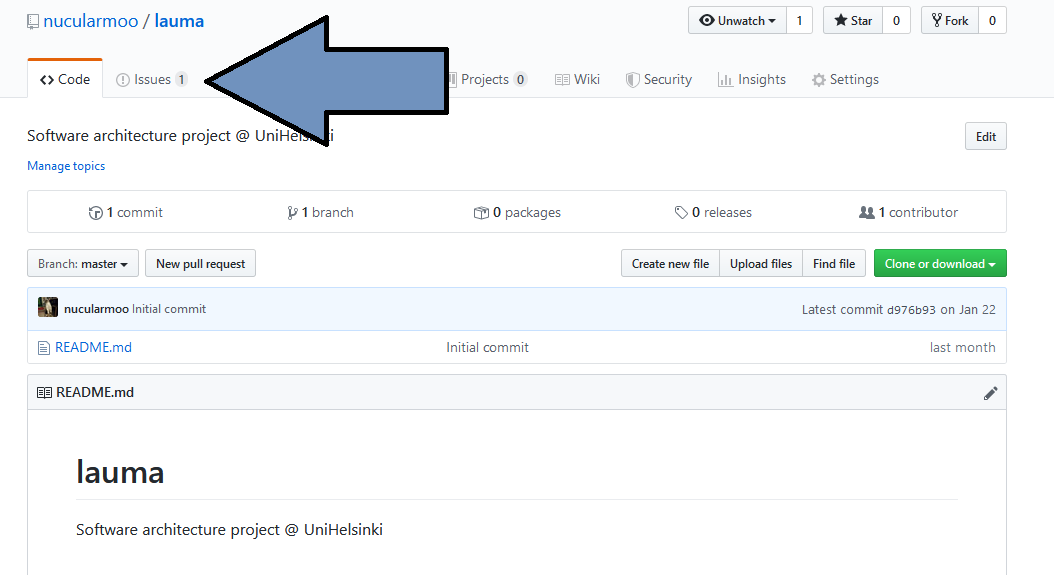 nucularmoo / lauma
Unwatch 1 Star 0 Fork 0
Code Issues 1 Projects 0 Wiki Security Insights Settings
Software architecture project @ UniHelsinki
Edit
Manage topics
1 commit 1 branch 0 packages 0 releases 1 contributor
Branch: master New pull request Create new file Upload files Find file Clone or download
nucularmoo Initial commit Latest commit d976b93 on Jan 22
README.md Initial commit last month
README.md
lauma
Software architecture project @ UniHelsinki